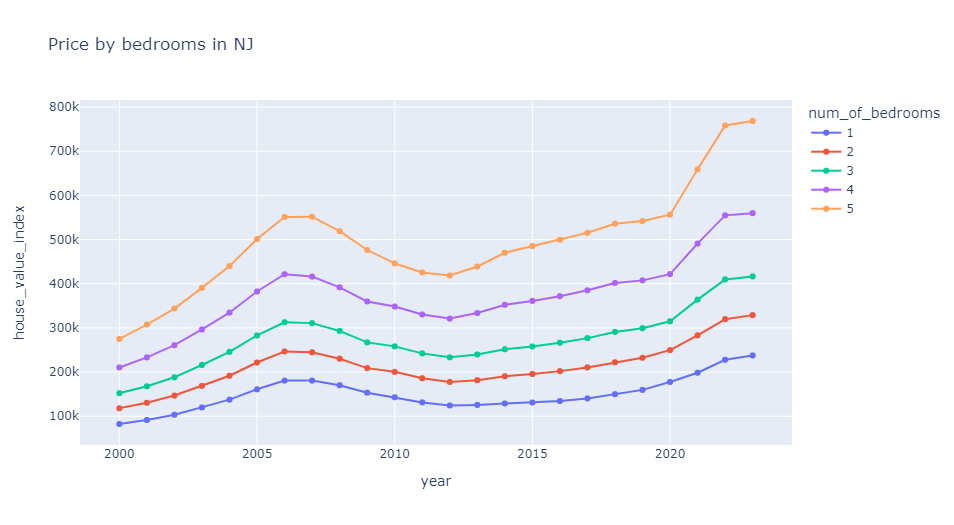 Price by bedrooms in NJ
800k
700k
600k
500k
400k
300k
200k
100k
house_value_index
2000 2005 2010 2015 2020
year
num_of_bedrooms
1
2
3
4
5